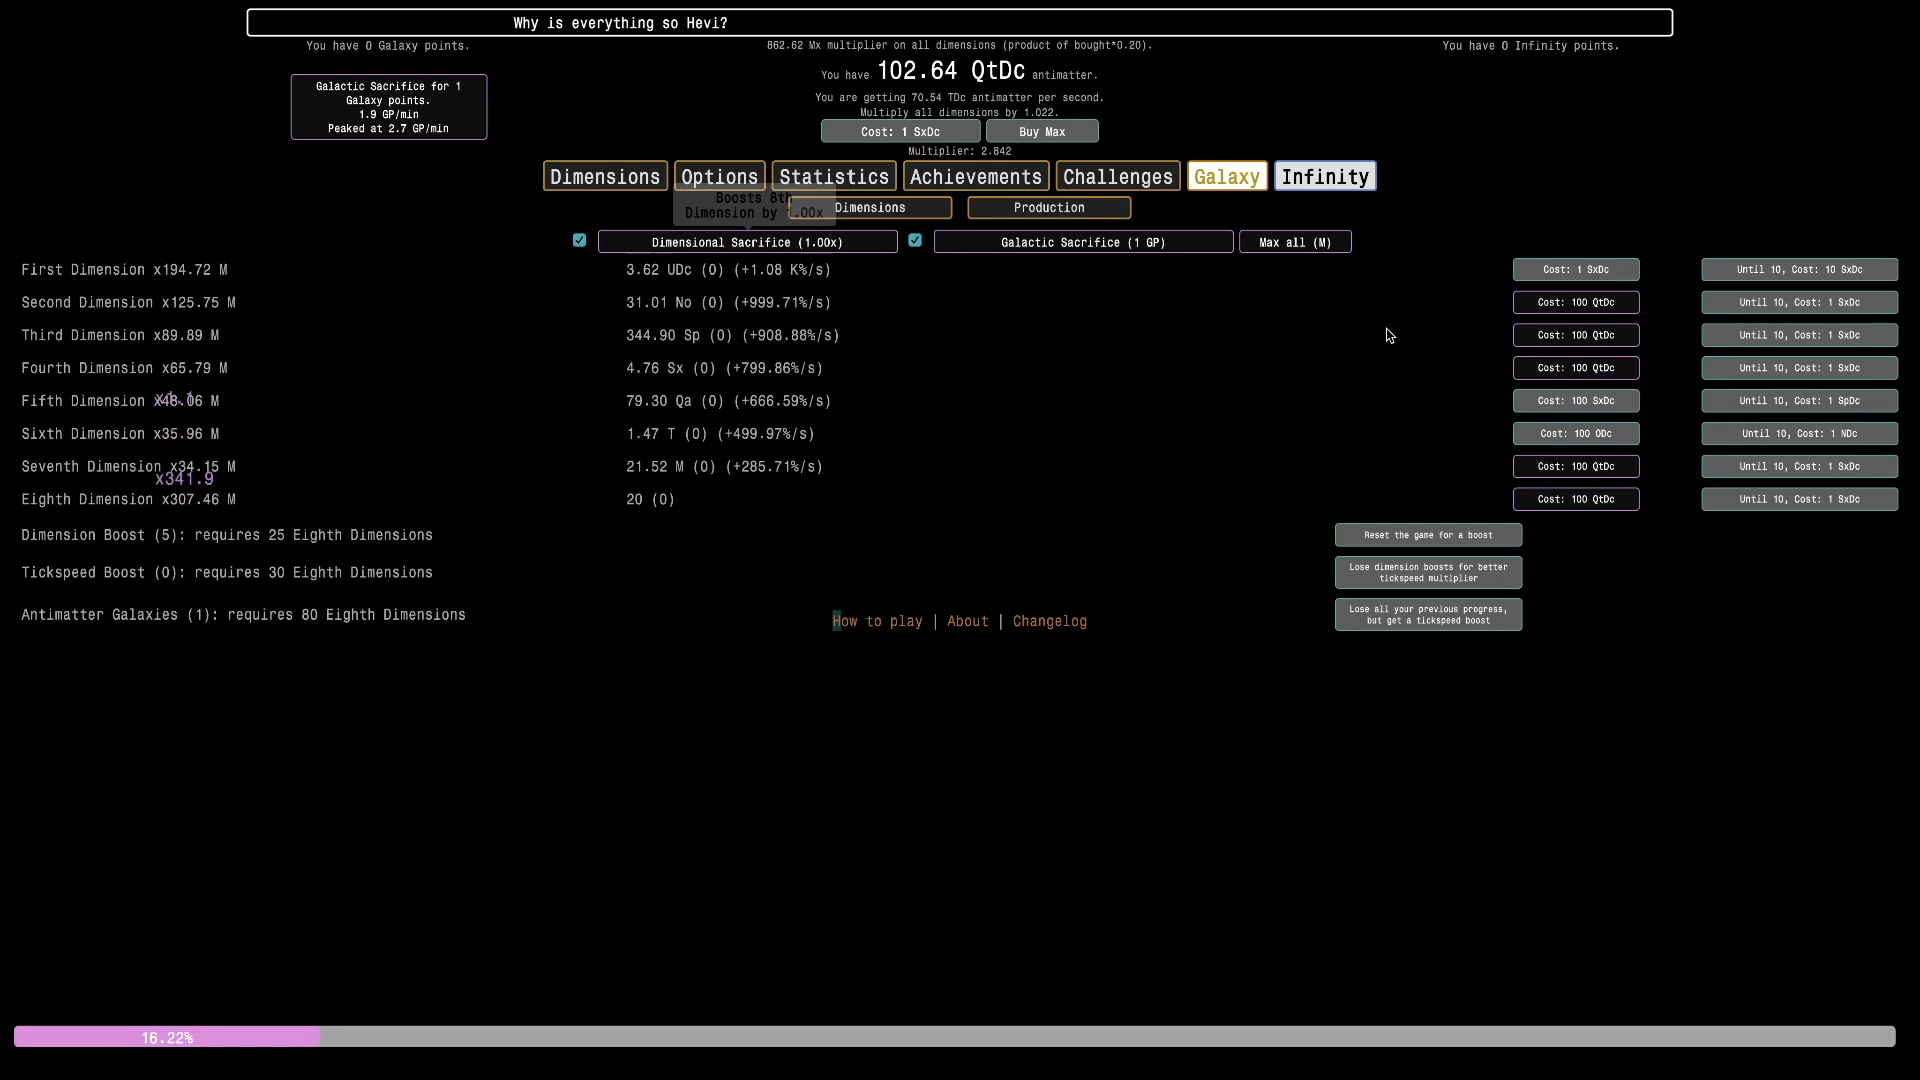 Why is everything so Hevi?
You have 0 Galaxy points.
862.62 Mx multiplier on all dimensions (product of bought*0.20).
You have 0 Infinity points.
Galactic Sacrifice for 1
Galaxy points.
1.9 GP/min
Peaked at 2.7 GP/min
You have 102.64 QtDc antimatter.
You are getting 70.54 TDc antimatter per second.
Multiply all dimensions by 1.022.
Cost: 1 SxDc
Buy Max
Multiplier: 2.842
Dimensions
Options
Statistics
Achievements
Challenges
Galaxy
Infinity
Boosts 8th
Dimension by 1.00x
Dimensions
Production
Dimensional Sacrifice (1.00x)
Galactic Sacrifice (1 GP)
Max all (M)
First Dimension x194.72 M
3.62 UDc (0) (+1.08 K%/s)
Cost: 1 SxDc
Until 10, Cost: 10 SxDc
Second Dimension x125.75 M
31.01 No (0) (+999.71%/s)
Cost: 100 QtDc
Until 10, Cost: 1 SxDc
Third Dimension x89.89 M
344.90 Sp (0) (+908.88%/s)
Cost: 100 QtDc
Until 10, Cost: 1 SxDc
Fourth Dimension x65.79 M
4.76 Sx (0) (+799.86%/s)
Cost: 100 QtDc
Until 10, Cost: 1 SxDc
x1.1
Fifth Dimension x48.06 M
79.30 Qa (0) (+666.59%/s)
Cost: 100 SxDc
Until 10, Cost: 1 SpDc
Sixth Dimension x35.96 M
1.47 T (0) (+499.97%/s)
Cost: 100 ODc
Until 10, Cost: 1 NDc
Seventh Dimension x34.15 M
21.52 M (0) (+285.71%/s)
Cost: 100 QtDc
Until 10, Cost: 1 SxDc
x341.9
Eighth Dimension x307.46 M
20 (0)
Cost: 100 QtDc
Until 10, Cost: 1 SxDc
Dimension Boost (5): requires 25 Eighth Dimensions
Reset the game for a boost
Tickspeed Boost (0): requires 30 Eighth Dimensions
Lose dimension boosts for better
tickspeed multiplier
Antimatter Galaxies (1): requires 80 Eighth Dimensions
Lose all your previous progress,
but get a tickspeed boost
How to play | About | Changelog
16.22%